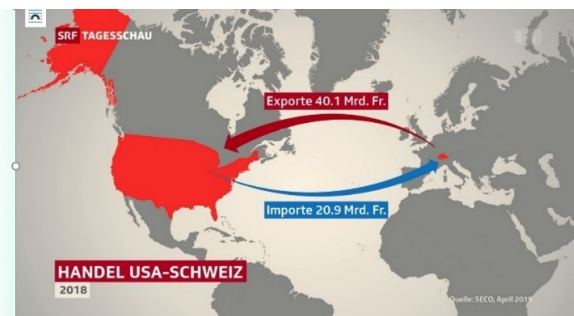 SRF TAGESSCHAU
Exporte 40.1 Mrd. Fr.
Importe 20.9 Mrd. Fr.
HANDEL USA-SCHWEIZ
2018
Quelle: SECO, April 2019